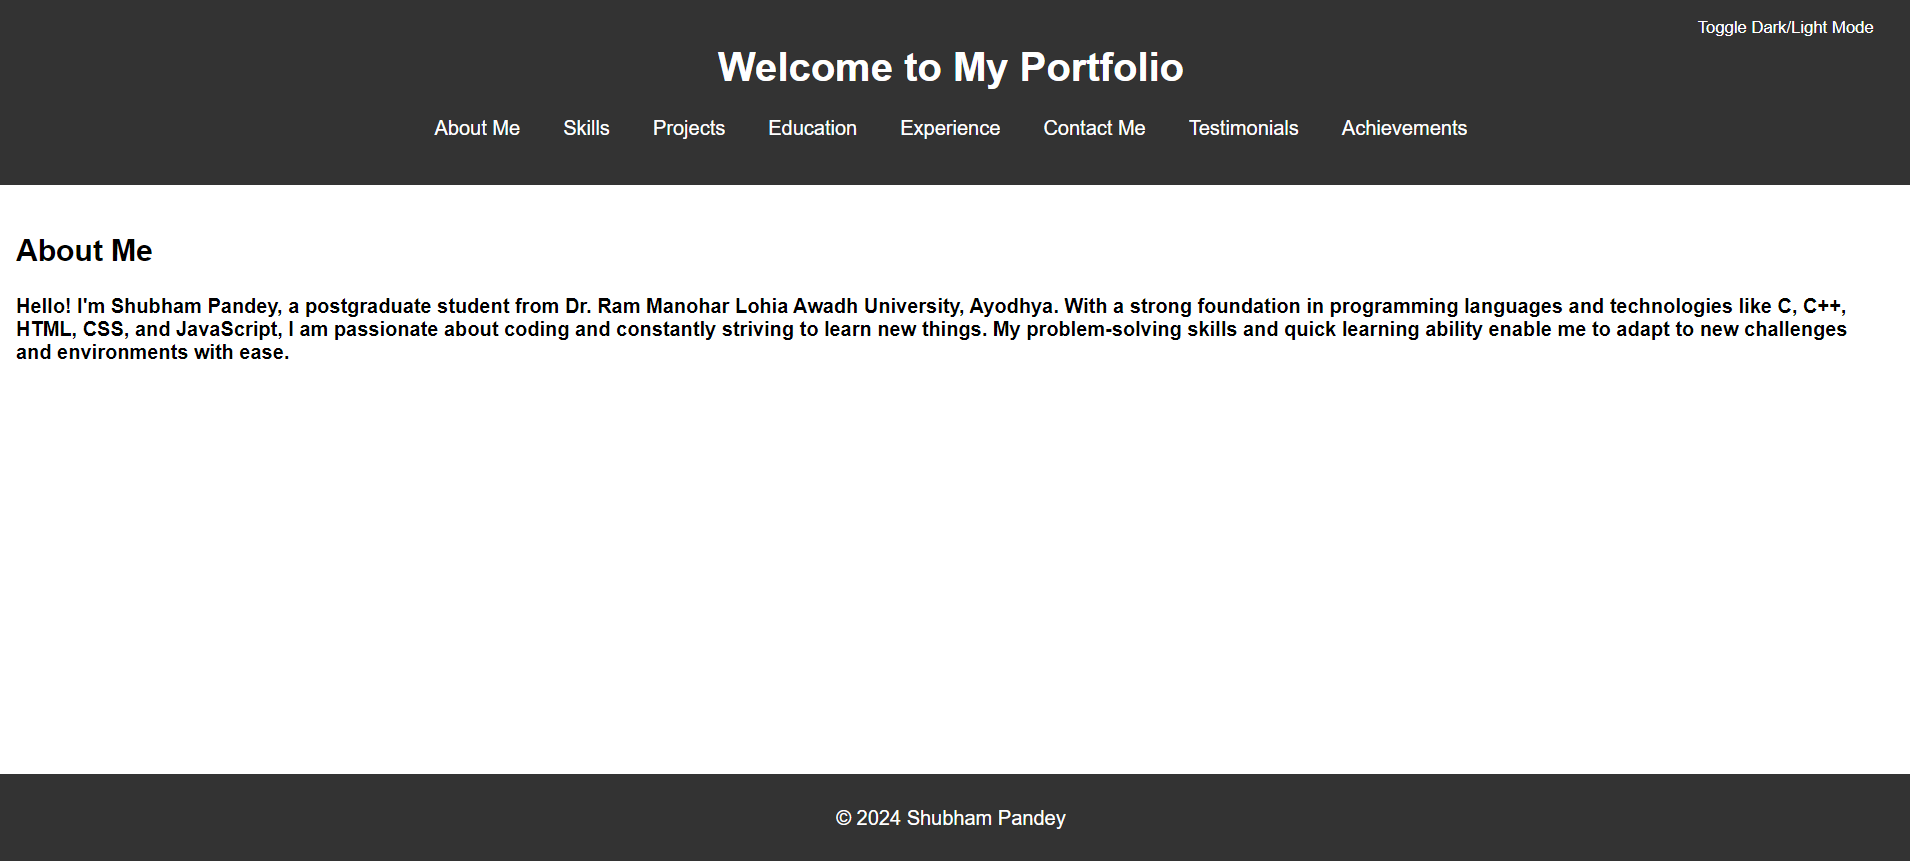 Toggle Dark/Light Mode
Welcome to My Portfolio
About Me Skills Projects Education Experience Contact Me Testimonials Achievements
About Me
Hello! I'm Shubham Pandey, a postgraduate student from Dr. Ram Manohar Lohia Awadh University, Ayodhya. With a strong foundation in programming languages and technologies like C, C++,
HTML, CSS, and JavaScript, I am passionate about coding and constantly striving to learn new things. My problem-solving skills and quick learning ability enable me to adapt to new challenges
and environments with ease.
© 2024 Shubham Pandey